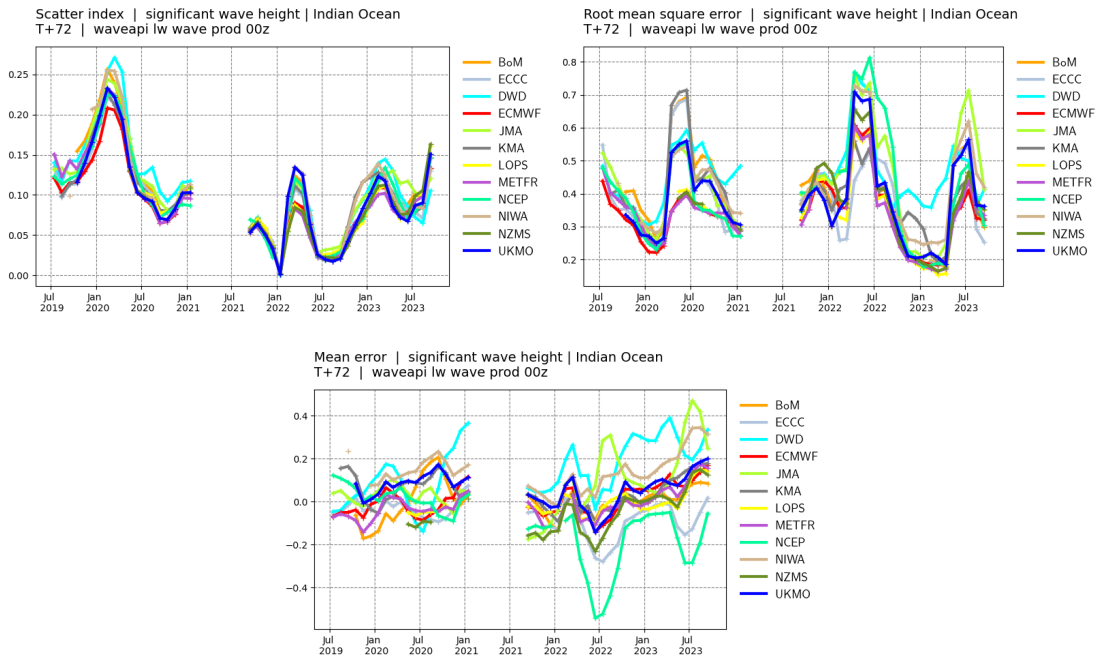 Scatter index  |  significant wave height | Indian Ocean
T+72  |  waveapi lw wave prod 00z
0.25
0.20
0.15
0.10
0.05
0.00
Jul 2019
Jan 2020
Jul 2020
Jan 2021
Jul 2021
Jan 2022
Jul 2022
Jan 2023
Jul 2023
BoM
ECCC
DWD
ECMWF
JMA
KMA
LOPS
METFR
NCEP
NIWA
NZMS
UKMO
Root mean square error  |  significant wave height | Indian Ocean
T+72  |  waveapi lw wave prod 00z
0.8
0.7
0.6
0.5
0.4
0.3
0.2
Jul 2019
Jan 2020
Jul 2020
Jan 2021
Jul 2021
Jan 2022
Jul 2022
Jan 2023
Jul 2023
BoM
ECCC
DWD
ECMWF
JMA
KMA
LOPS
METFR
NCEP
NIWA
NZMS
UKMO
Mean error  |  significant wave height | Indian Ocean
T+72  |  waveapi lw wave prod 00z
0.4
0.2
0.0
−0.2
−0.4
Jul 2019
Jan 2020
Jul 2020
Jan 2021
Jul 2021
Jan 2022
Jul 2022
Jan 2023
Jul 2023
BoM
ECCC
DWD
ECMWF
JMA
KMA
LOPS
METFR
NCEP
NIWA
NZMS
UKMO